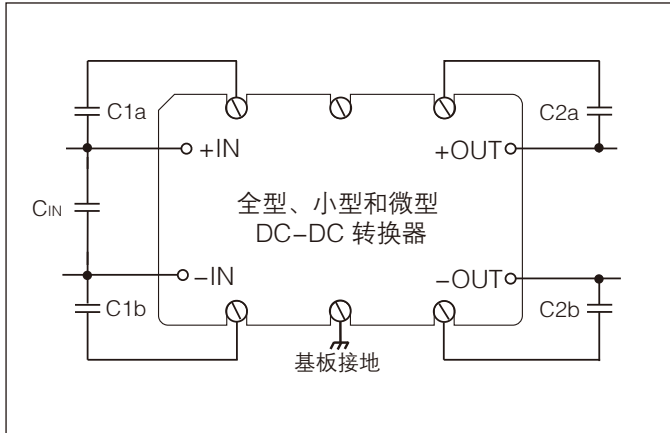 C1a
C2a
+IN
+OUT
CIN
全型、小型和微型
DC–DC 转换器
–IN
–OUT
C1b
C2b
基板接地